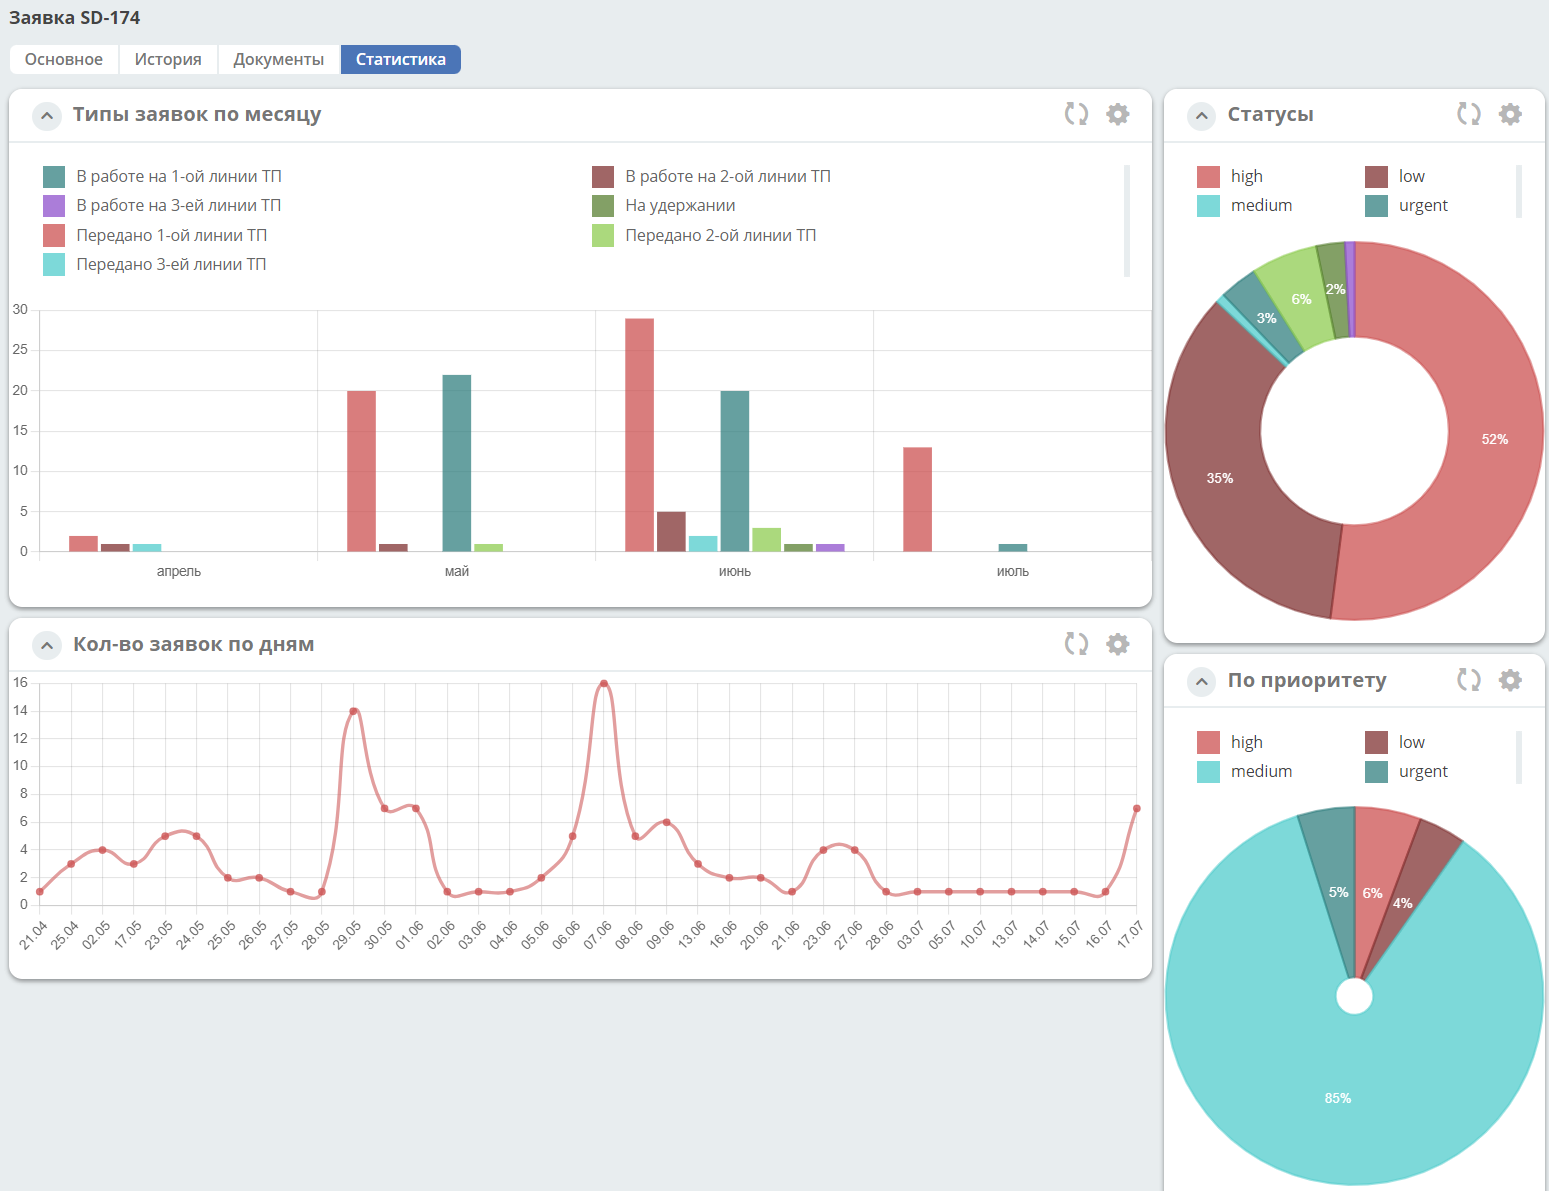 Заявка SD-174
Основное История Документы Статистика
Типы заявок по месяцу
В работе на 1-ой линии ТП
В работе на 2-ой линии ТП
В работе на 3-ей линии ТП
На удержании
Передано 1-ой линии ТП
Передано 2-ой линии ТП
Передано 3-ей линии ТП
30
25
20
15
10
5
0
апрель май июнь июль
Кол-во заявок по дням
16
14
12
10
8
6
4
2
0
21.04 25.04 02.05 17.05 23.05 24.05 25.05 26.05 27.05 28.05 29.05 30.05 01.06 02.06 03.06 04.06 05.06 06.06 07.06 08.06 09.06 13.06 16.06 20.06 21.06 23.06 27.06 28.06 03.07 05.07 10.07 13.07 14.07 15.07 16.07 17.07
Статусы
high low
medium urgent
2%
6%
3%
52%
35%
По приоритету
high low
medium urgent
5% 6%
4%
85%